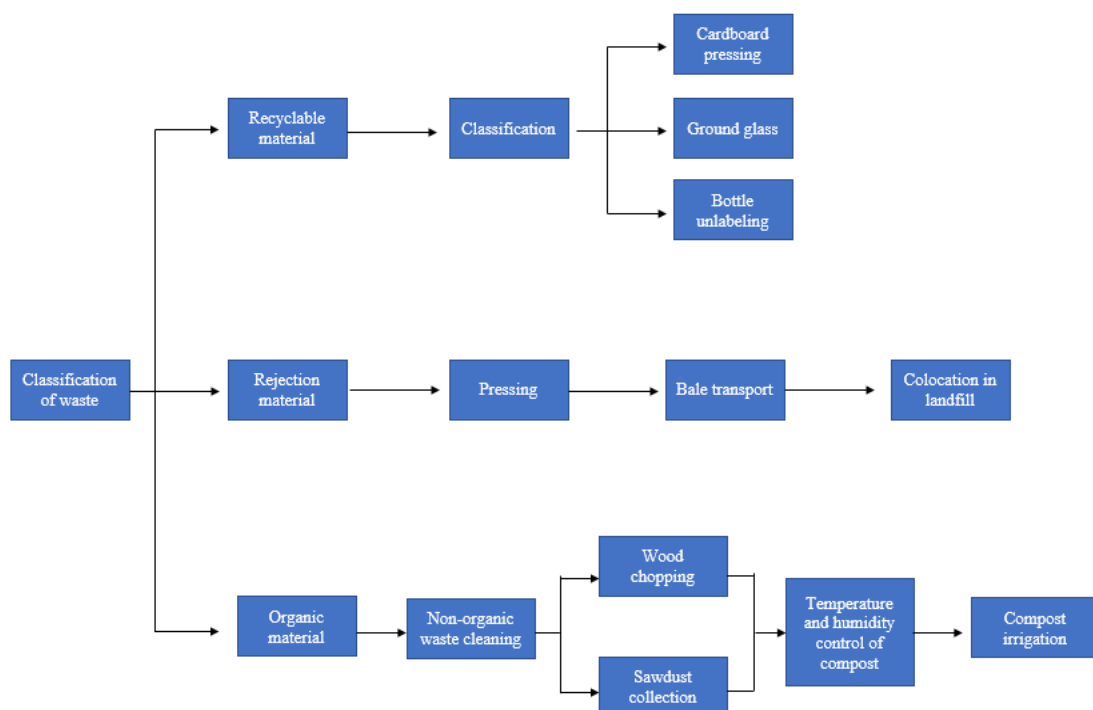 Cardboard
pressing
Recyclable
material
Classification
Ground glass
Bottle
unlabeling
Classification
of waste
Rejection
material
Pressing
Bale transport
Colocation in
landfill
Organic
material
Non-organic
waste cleaning
Wood
chopping
Sawdust
collection
Temperature
and humidity
control of
compost
Compost
irrigation